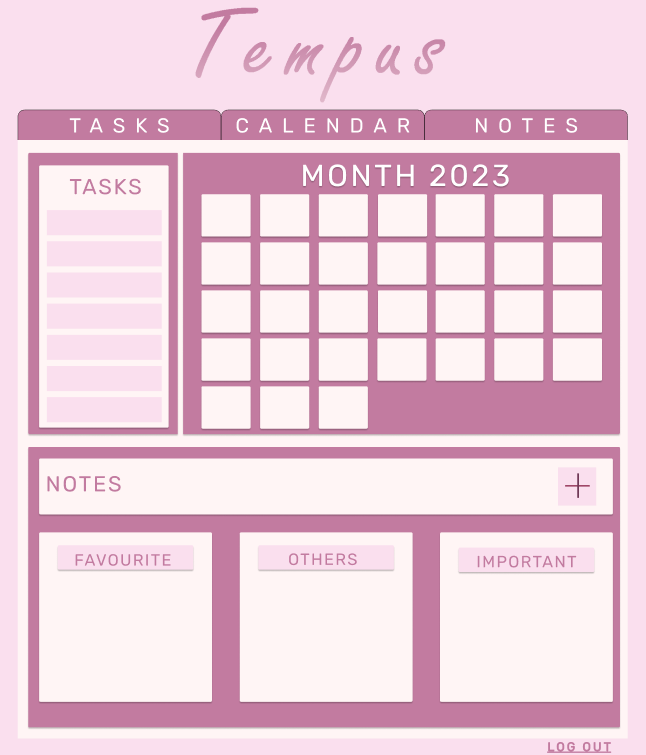 Tempus
TASKS CALENDAR NOTES
TASKS
MONTH 2023
NOTES +
FAVOURITE OTHERS IMPORTANT
LOG OUT